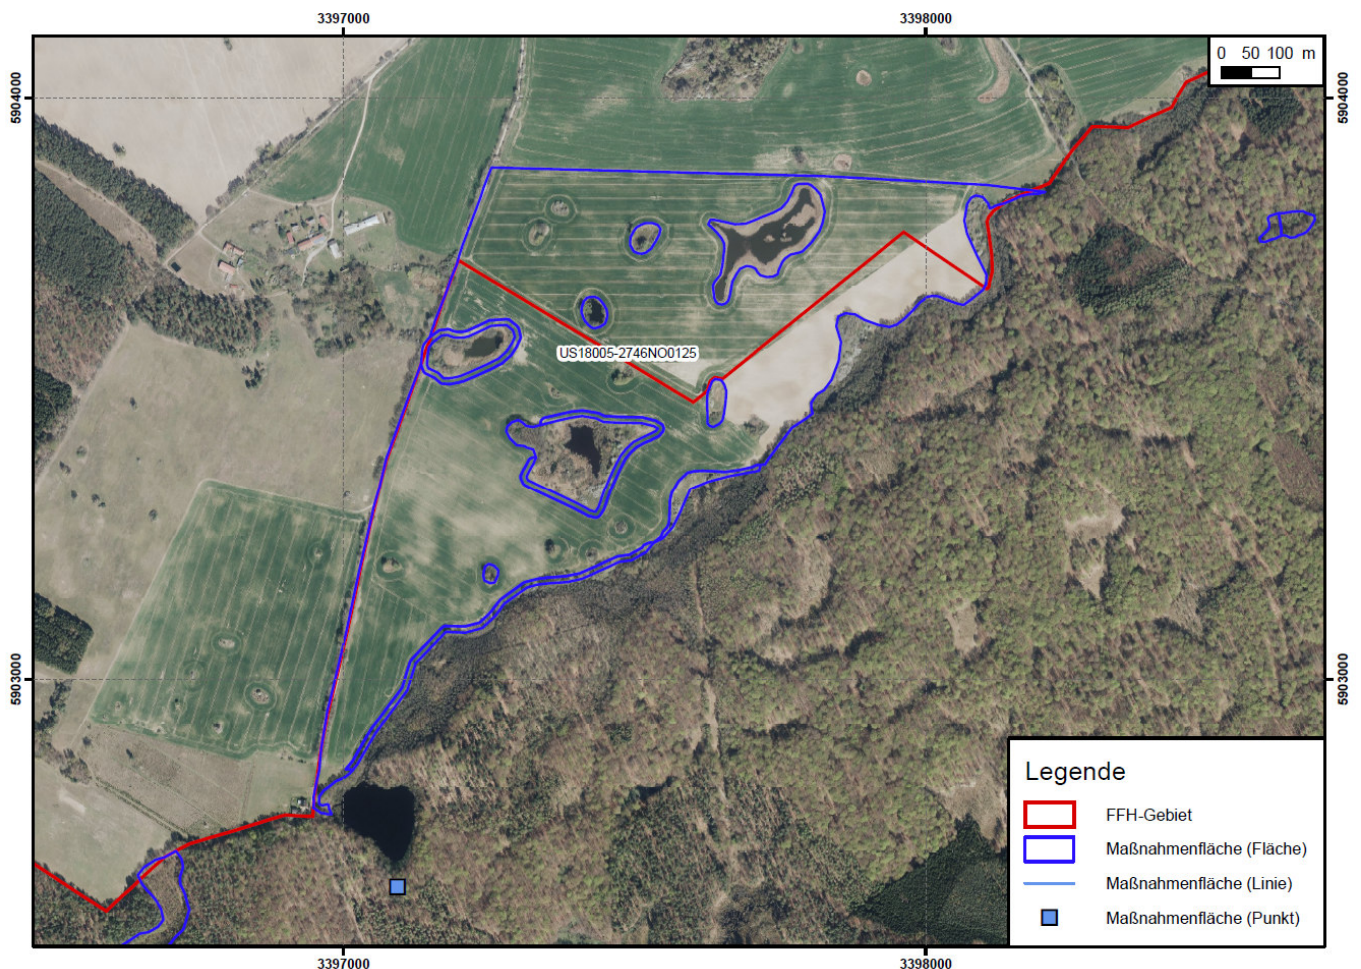 3397000 3398000
0 50 100 m
5904000 5904000
US18005-2746NO0125
5903000 5903000
Legende
FFH-Gebiet
Maßnahmenfläche (Fläche)
Maßnahmenfläche (Linie)
Maßnahmenfläche (Punkt)
3397000 3398000